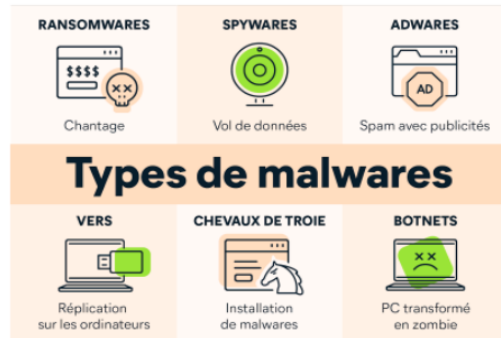 RANSOMWARES
SPYWARES
ADWARES
$$$$
AD
Chantage
Vol de données
Spam avec publicités
Types de malwares
VERS
CHEVAUX DE TROIE
BOTNETS
Réplication
sur les ordinateurs
Installation
de malwares
PC transformé
en zombie